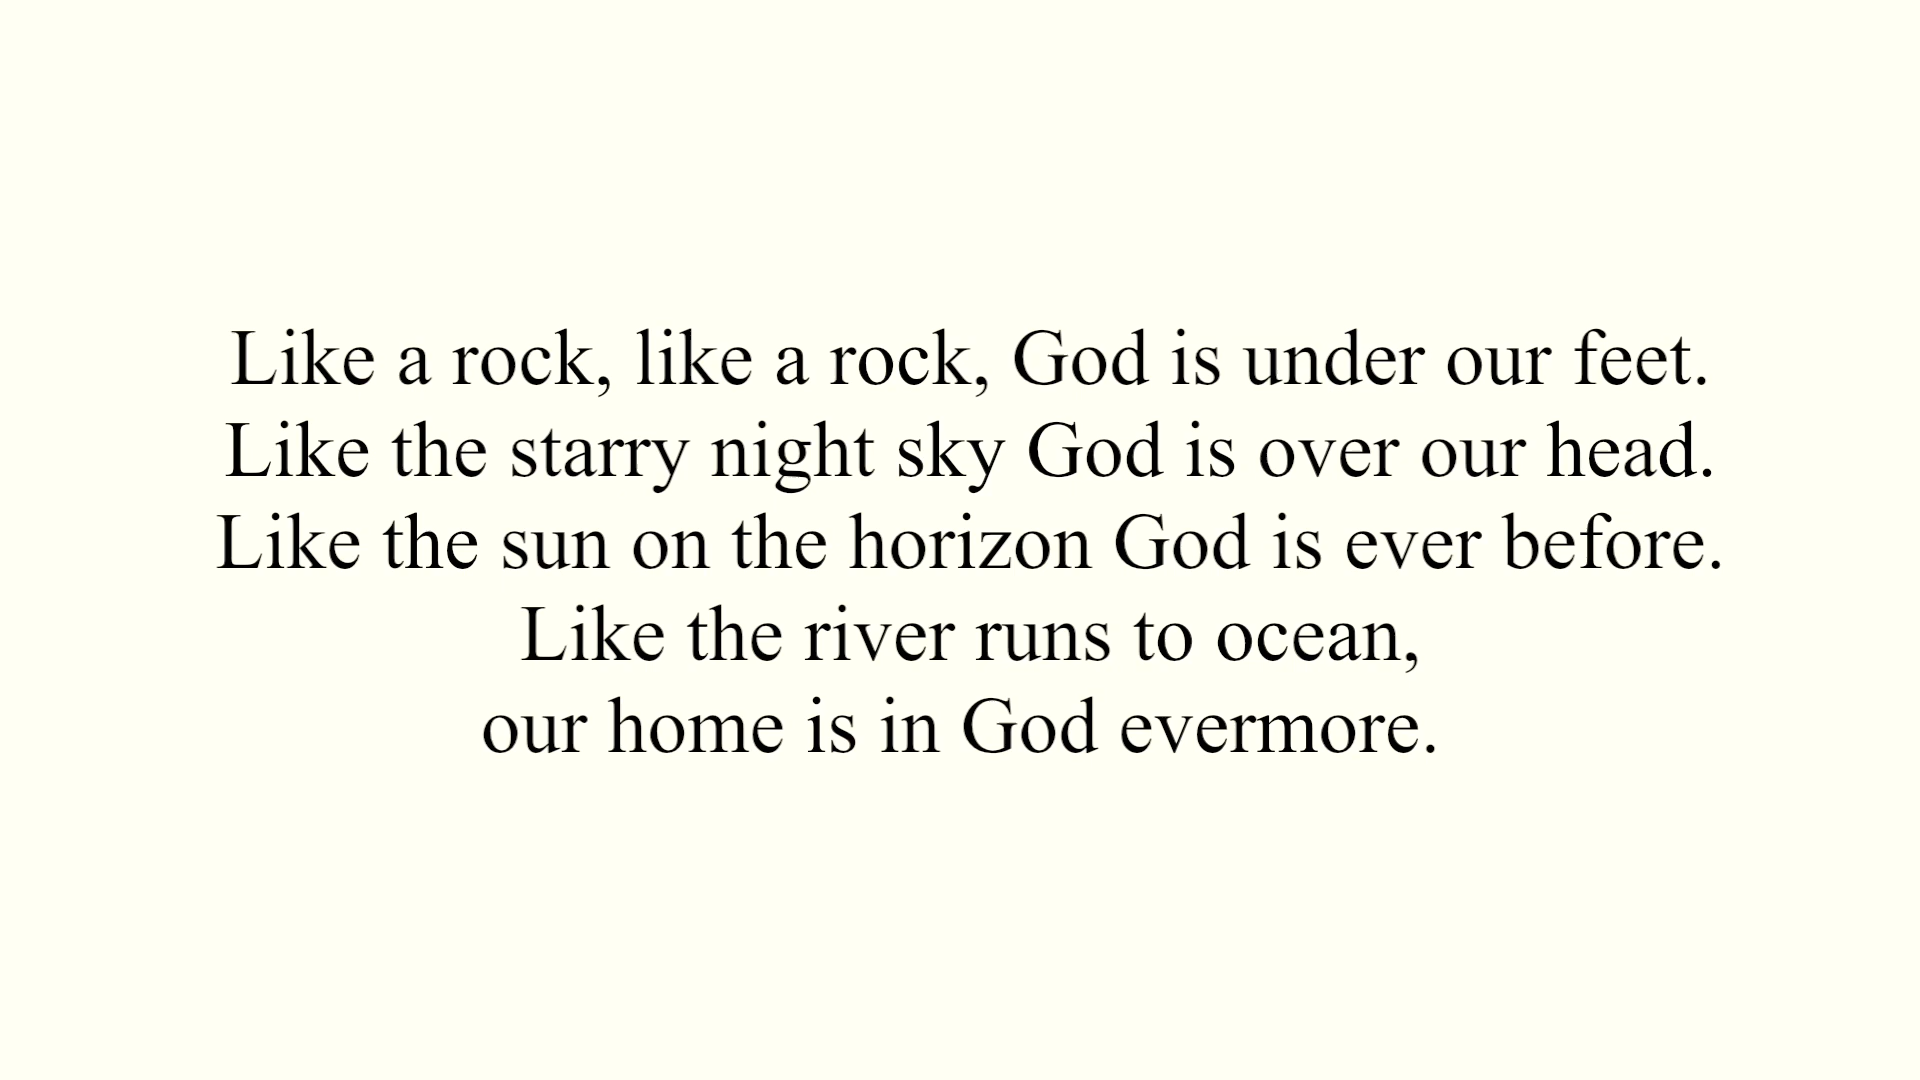 Like a rock, like a rock, God is under our feet.
Like the starry night sky God is over our head.
Like the sun on the horizon God is ever before.
Like the river runs to ocean,
our home is in God evermore.